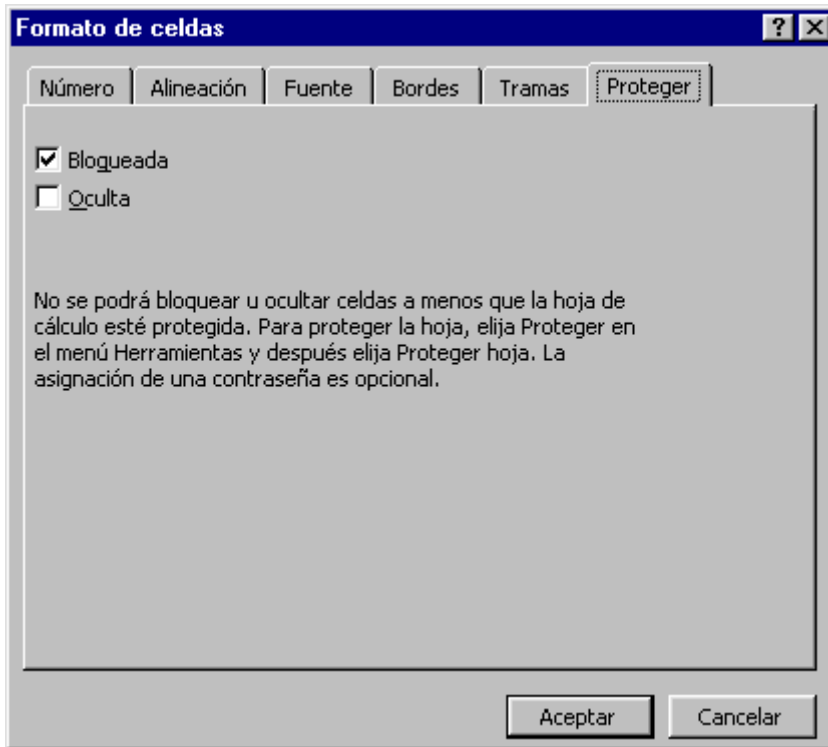 Formato de celdas
Número Alineación Fuente Bordes Tramas Proteger
Bloqueada
Oculta
No se podrá bloquear u ocultar celdas a menos que la hoja de
cálculo esté protegida. Para proteger la hoja, elija Proteger en
el menú Herramientas y después elija Proteger hoja. La
asignación de una contraseña es opcional.
Aceptar Cancelar